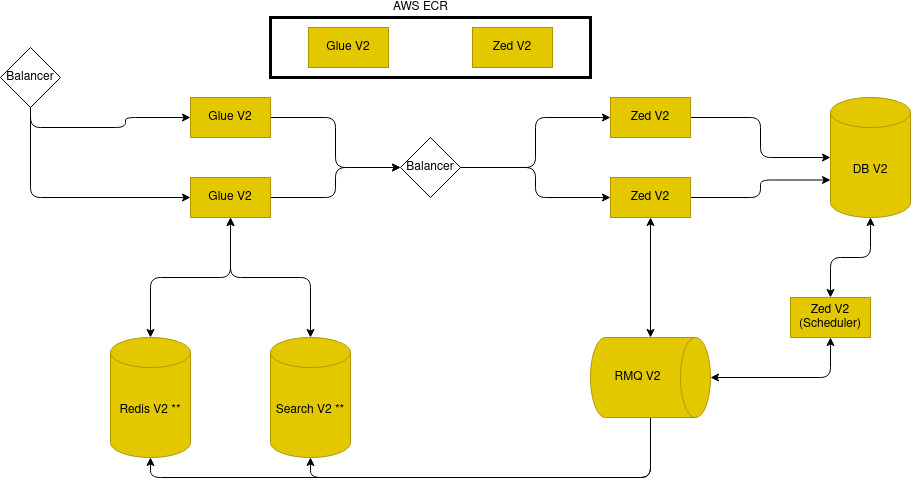 AWS ECR
Glue V2
Zed V2
Balancer
Glue V2
Zed V2
Balancer
DB V2
Glue V2
Zed V2
Zed V2
(Scheduler)
RMQ V2
Redis V2 **
Search V2 **